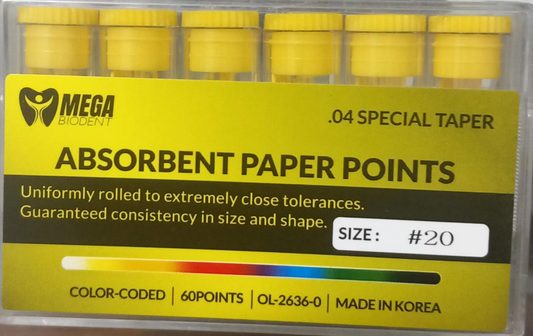 MEGA
BIODENT
.04 SPECIAL TAPER
ABSORBENT PAPER POINTS
Uniformly rolled to extremely close tolerances.
Guaranteed consistency in size and shape.
SIZE: #20
COLOR-CODED | 60POINTS | OL-2636-0 | MADE IN KOREA